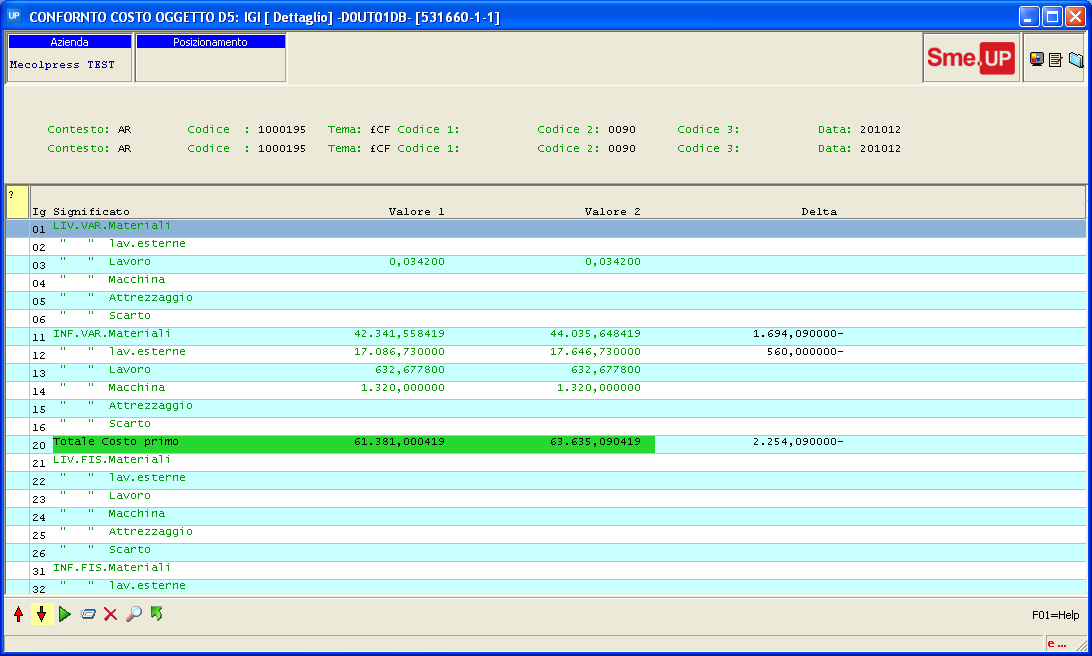 UP CONFORNTO COSTO OGGETTO D5: IGI [ Dettaglio] -D0UT01DB- [531660-1-1]
Azienda Posizionamento
Mecolpress TEST
Sme.UP
Contesto: AR Codice : 1000195 Tema: £CF Codice 1: Codice 2: 0090 Codice 3: Data: 201012
Contesto: AR Codice : 1000195 Tema: £CF Codice 1: Codice 2: 0090 Codice 3: Data: 201012
?
Ig Significato Valore 1 Valore 2 Delta
01 LIV.VAR.Materiali
02 " " lav.esterne
03 " " Lavoro 0,034200 0,034200
04 " " Macchina
05 " " Attrezzaggio
06 " " Scarto
11 INF.VAR.Materiali 42.341,558419 44.035,648419 1.694,090000-
12 " " lav.esterne 17.086,730000 17.646,730000 560,000000-
13 " " Lavoro 632,677800 632,677800
14 " " Macchina 1.320,000000 1.320,000000
15 " " Attrezzaggio
16 " " Scarto
20 Totale Costo primo 61.381,000419 63.635,090419 2.254,090000-
21 LIV.FIS.Materiali
22 " " lav.esterne
23 " " Lavoro
24 " " Macchina
25 " " Attrezzaggio
26 " " Scarto
31 INF.FIS.Materiali
32 " " lav.esterne
F01=Help
e ...